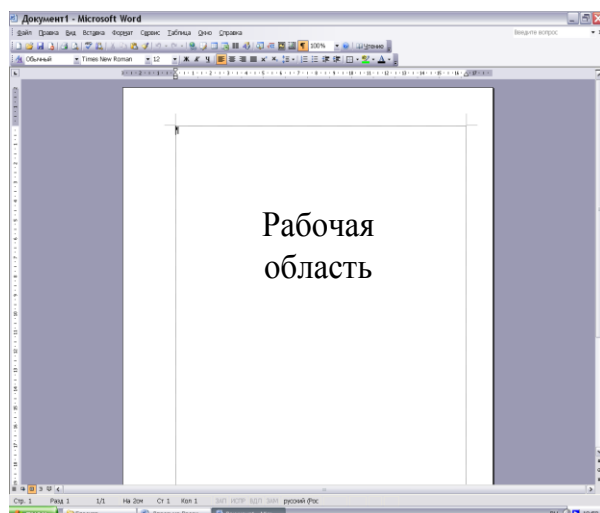 Документ1 - Microsoft Word
Файл Правка Вид Вставка Формат Сервис Таблица Окно Справка Введите вопрос
100% Чтение
Обычный Times New Roman 12 Ж К Ч
Рабочая
область
Стр. 1 Разд 1 1/1 На 2см Ст 1 Кол 1 ЗАП ИСПР ВДЛ ЗАМ русский (Рос